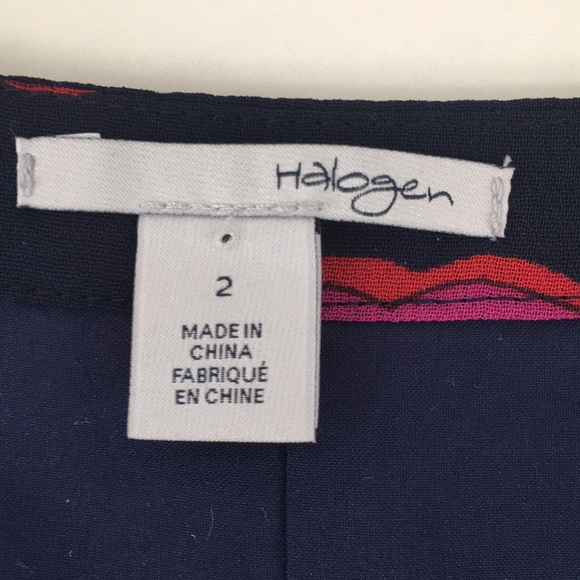 Halogen
2
MADE IN
CHINA
FABRIQUÉ
EN CHINE